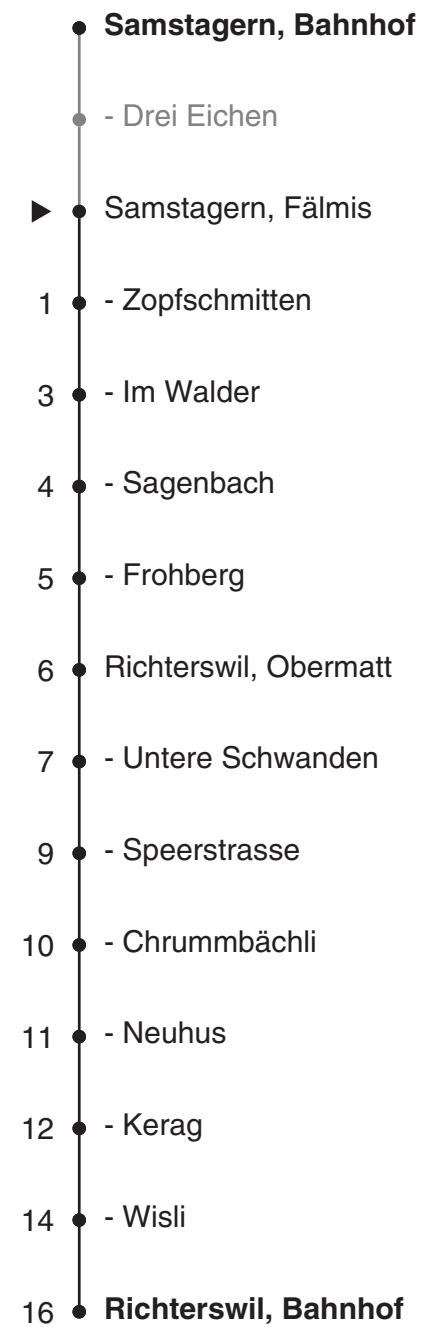 Samstagern, Bahnhof
- Drei Eichen
Samstagern, Fälmis
1 - Zopfschmitten
3 - Im Walder
4 - Sagenbach
5 - Frohberg
6 Richterswil, Obermatt
7 - Untere Schwanden
9 - Speerstrasse
10 - Chrummbächli
11 - Neuhus
12 - Kerag
14 - Wisli
16 Richterswil, Bahnhof